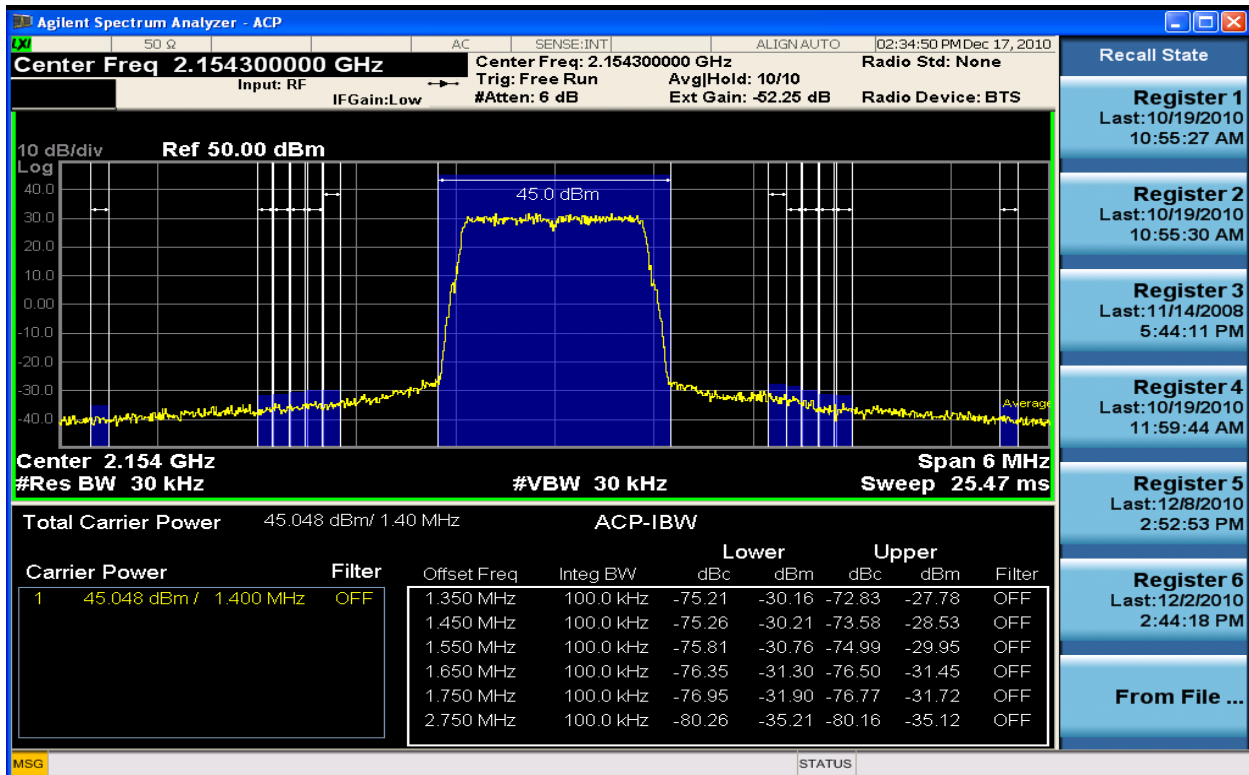 Agilent Spectrum Analyzer - ACP
LXI 50 Ω AC SENSE:INT ALIGN AUTO 02:34:50 PM Dec 17, 2010
Center Freq 2.154300000 GHz
Input: RF
IFGain:Low
Center Freq: 2.154300000 GHz
Trig: Free Run Avg|Hold: 10/10
#Atten: 6 dB Ext Gain: -52.25 dB
Radio Std: None
Radio Device: BTS
10 dB/div Ref 50.00 dBm
Log
40.0
30.0
20.0
10.0
0.00
-10.0
-20.0
-30.0
-40.0
45.0 dBm
Average
Center 2.154 GHz Span 6 MHz
#Res BW 30 kHz #VBW 30 kHz Sweep 25.47 ms
Total Carrier Power 45.048 dBm/ 1.40 MHz ACP-IBW
Carrier Power Filter
1 45.048 dBm / 1.400 MHz OFF
Lower Upper
Offset Freq Integ BW dBc dBm dBc dBm Filter
1.350 MHz 100.0 kHz -75.21 -30.16 -72.83 -27.78 OFF
1.450 MHz 100.0 kHz -75.26 -30.21 -73.58 -28.53 OFF
1.550 MHz 100.0 kHz -75.81 -30.76 -74.99 -29.95 OFF
1.650 MHz 100.0 kHz -76.35 -31.30 -76.50 -31.45 OFF
1.750 MHz 100.0 kHz -76.95 -31.90 -76.77 -31.72 OFF
2.750 MHz 100.0 kHz -80.26 -35.21 -80.16 -35.12 OFF
MSG STATUS
Recall State
Register 1
Last:10/19/2010
10:55:27 AM
Register 2
Last:10/19/2010
10:55:30 AM
Register 3
Last:11/14/2008
5:44:11 PM
Register 4
Last:10/19/2010
11:59:44 AM
Register 5
Last:12/8/2010
2:52:53 PM
Register 6
Last:12/2/2010
2:44:18 PM
From File ...